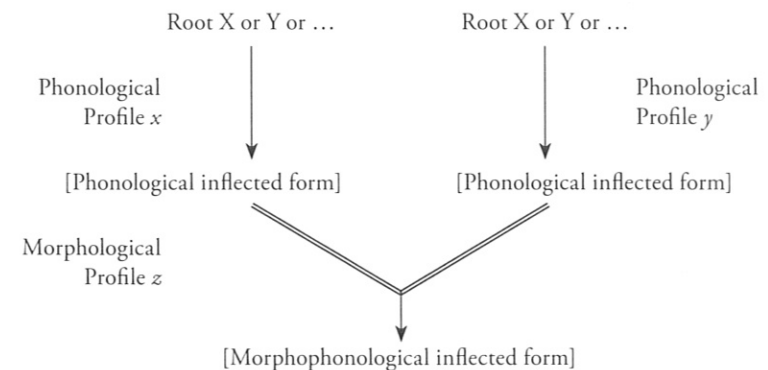 Root X or Y or …
Root X or Y or …
Phonological
Profile x
Phonological
Profile y
[Phonological inflected form]
[Phonological inflected form]
Morphological
Profile z
[Morphophonological inflected form]